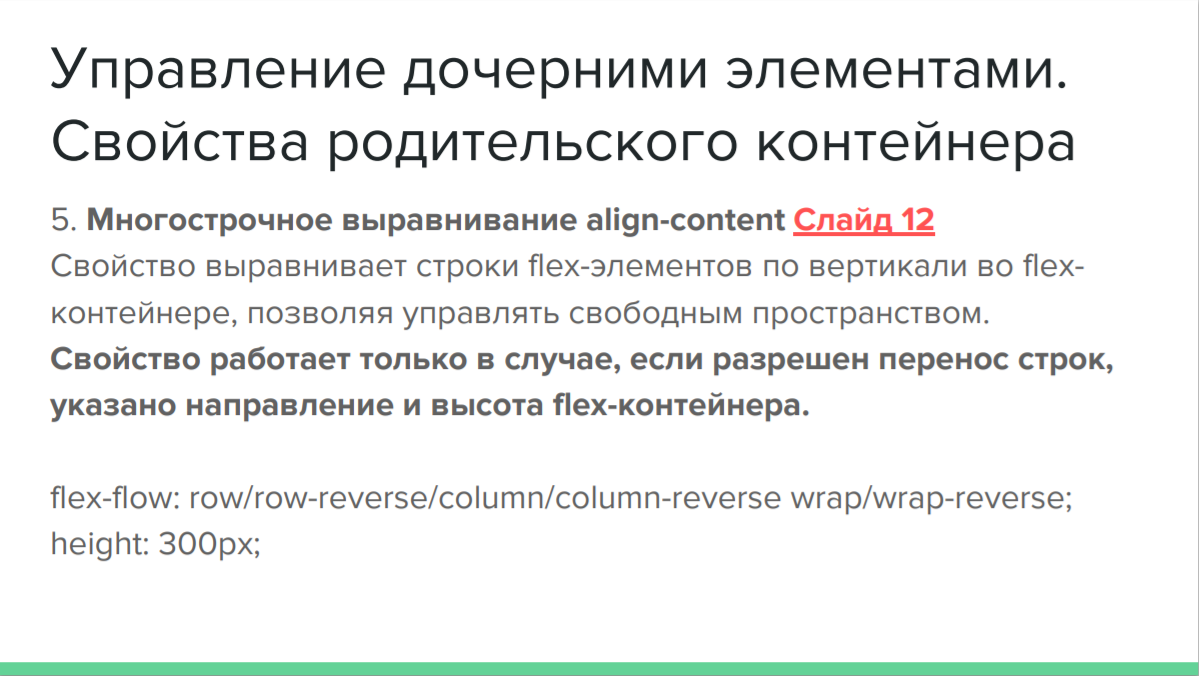 Управление дочерними элементами.
Свойства родительского контейнера
5. Многострочное выравнивание align-content Слайд 12
Свойство выравнивает строки flex-элементов по вертикали во flex-
контейнере, позволяя управлять свободным пространством.
Свойство работает только в случае, если разрешен перенос строк,
указано направление и высота flex-контейнера.
flex-flow: row/row-reverse/column/column-reverse wrap/wrap-reverse;
height: 300px;